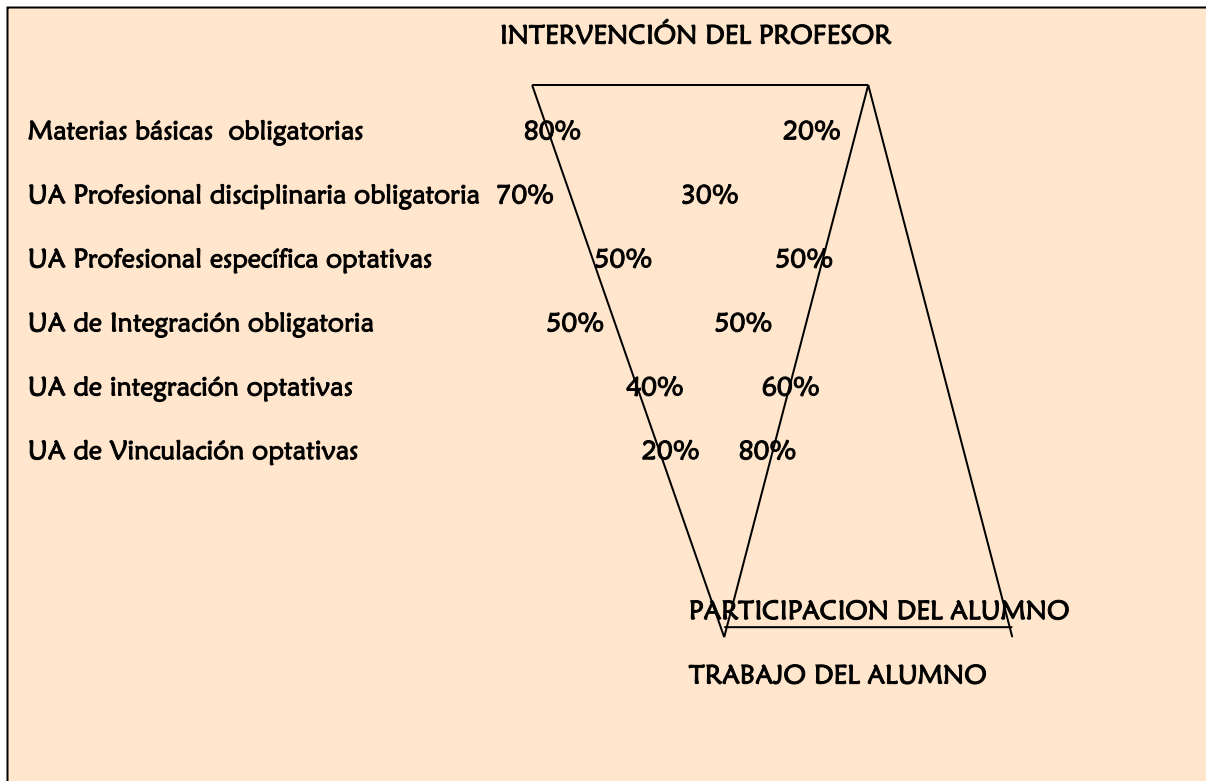 INTERVENCIÓN DEL PROFESOR
Materias básicas  obligatorias 80% 20%
UA Profesional disciplinaria obligatoria 70% 30%
UA Profesional específica optativas 50% 50%
UA de Integración obligatoria 50% 50%
UA de integración optativas 40% 60%
UA de Vinculación optativas 20% 80%
PARTICIPACION DEL ALUMNO
TRABAJO DEL ALUMNO